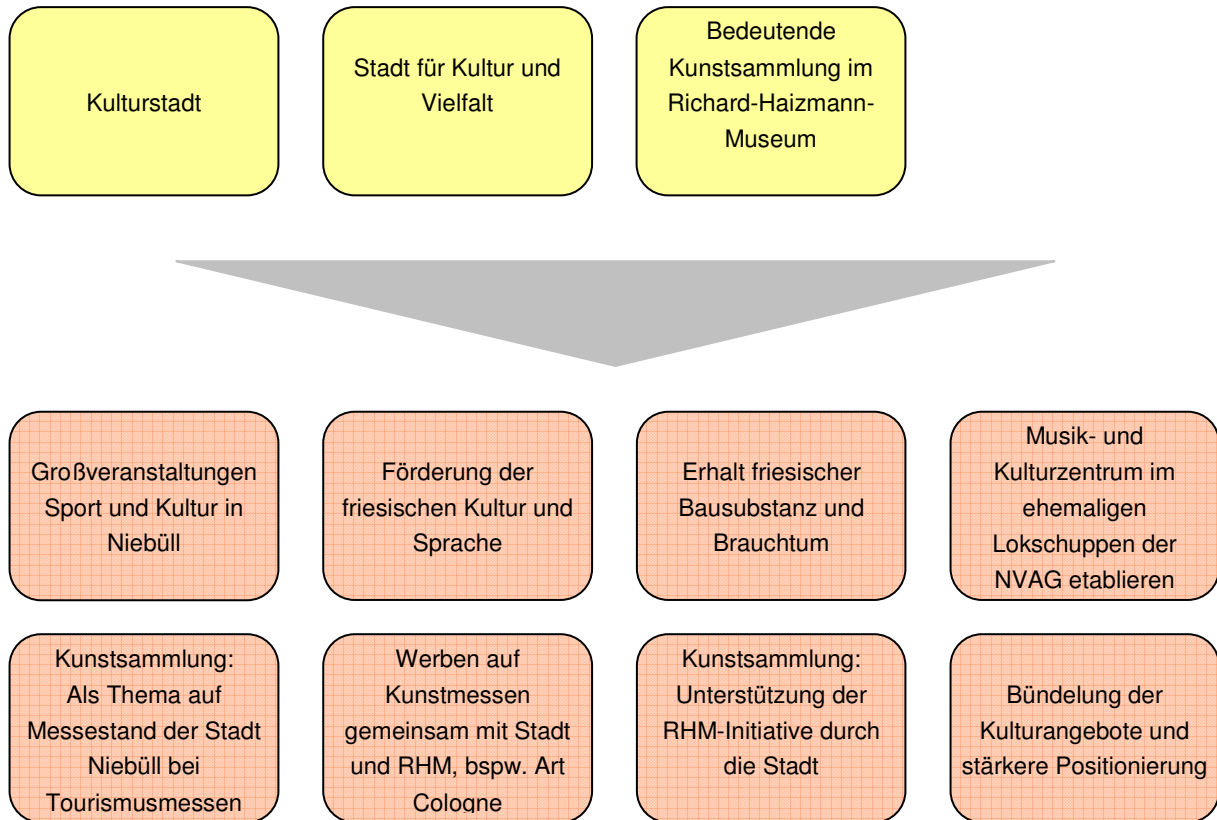 Kulturstadt
Stadt für Kultur und
Vielfalt
Bedeutende
Kunstsammlung im
Richard-Haizmann-
Museum
Großveranstaltungen
Sport und Kultur in
Niebüll
Förderung der
friesischen Kultur und
Sprache
Erhalt friesischer
Bausubstanz und
Brauchtum
Musik- und
Kulturzentrum im
ehemaligen
Lokschuppen der
NVAG etablieren
Kunstsammlung:
Als Thema auf
Messestand der Stadt
Niebüll bei
Tourismusmessen
Werben auf
Kunstmessen
gemeinsam mit Stadt
und RHM, bspw. Art
Cologne
Kunstsammlung:
Unterstützung der
RHM-Initiative durch
die Stadt
Bündelung der
Kulturangebote und
stärkere Positionierung